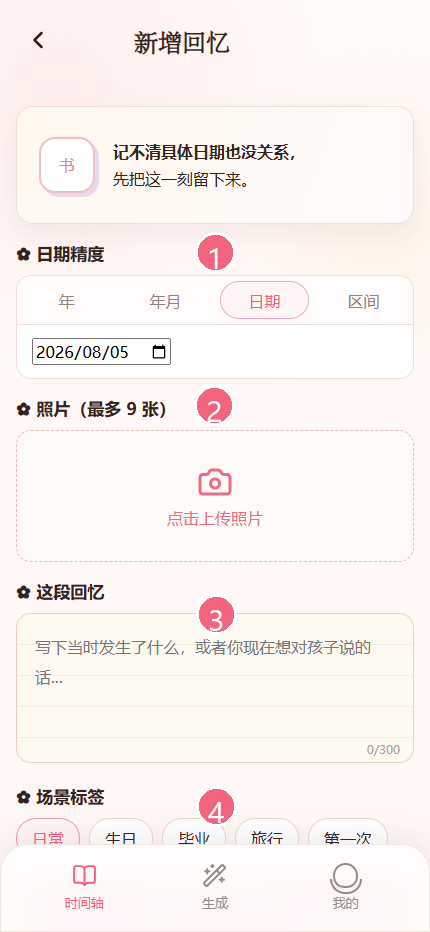 新增回忆
书
记不清具体日期也没关系，
先把这一刻留下来。
✿ 日期精度
1
年
年月
日期
区间
2026/08/05
✿ 照片（最多 9 张）
2
点击上传照片
✿ 这段回忆
3
写下当时发生了什么，或者你现在想对孩子说的
话...
0/300
✿ 场景标签
4
日常
生日
毕业
旅行
第一次
时间轴
生成
我的